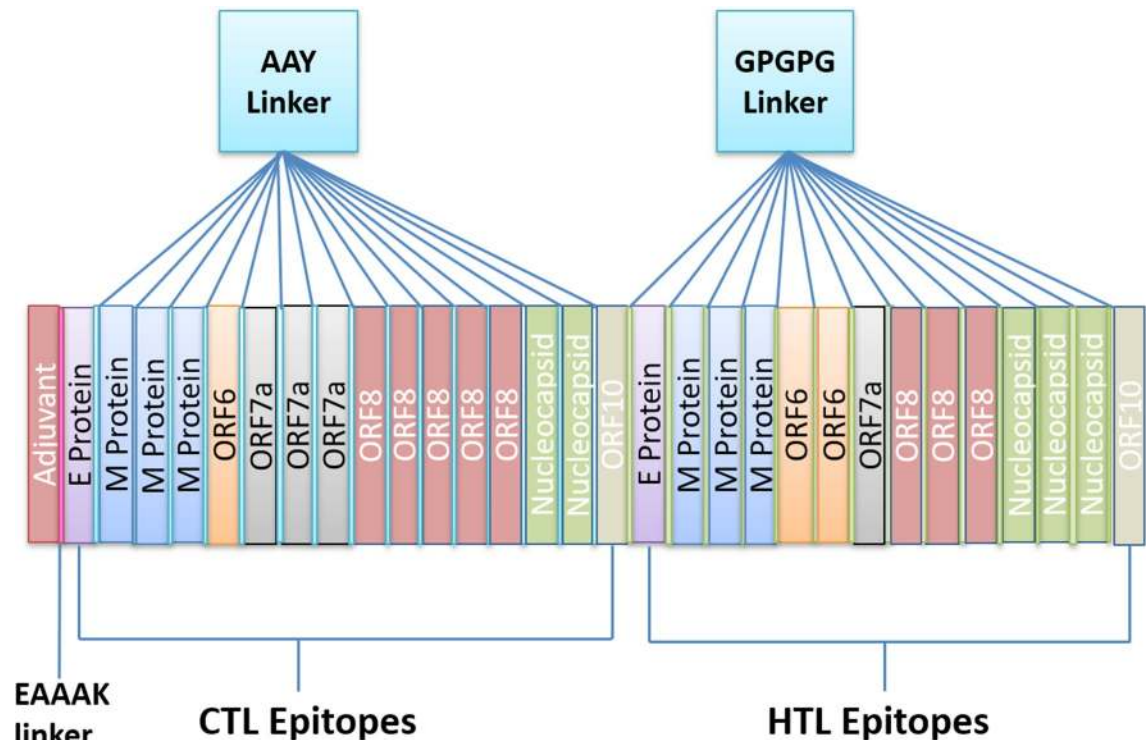 AAY
Linker
GPGPG
Linker
Adjuvant
E Protein
M Protein
M Protein
M Protein
ORF6
ORF7a
ORF7a
ORF7a
ORF8
ORF8
ORF8
ORF8
ORF8
Nucleocapsid
Nucleocapsid
ORF10
E Protein
M Protein
M Protein
M Protein
ORF6
ORF6
ORF7a
ORF8
ORF8
ORF8
Nucleocapsid
Nucleocapsid
Nucleocapsid
ORF10
EAAAK
linker
CTL Epitopes
HTL Epitopes